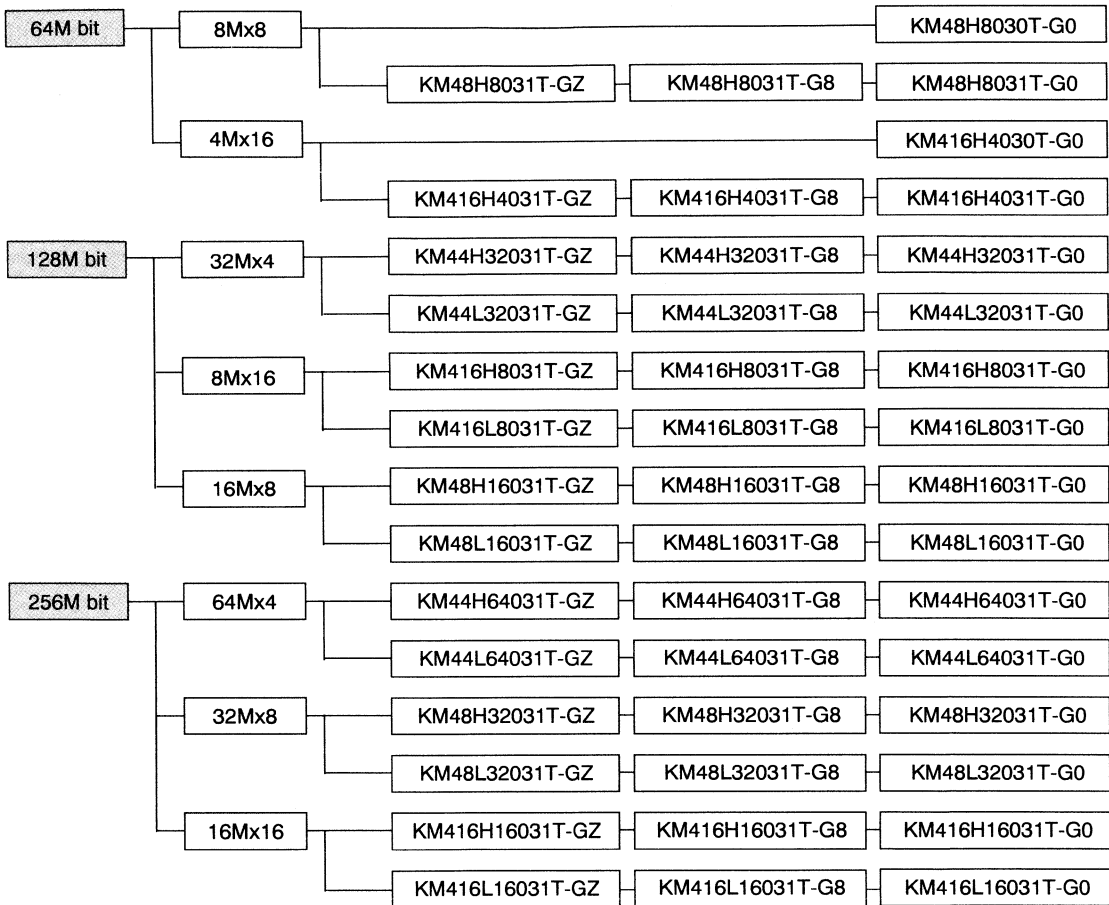 64M bit 8Mx8 KM48H8030T-G0
KM48H8031T-GZ KM48H8031T-G8 KM48H8031T-G0
4Mx16 KM416H4030T-G0
KM416H4031T-GZ KM416H4031T-G8 KM416H4031T-G0
128M bit 32Mx4 KM44H32031T-GZ KM44H32031T-G8 KM44H32031T-G0
KM44L32031T-GZ KM44L32031T-G8 KM44L32031T-G0
8Mx16 KM416H8031T-GZ KM416H8031T-G8 KM416H8031T-G0
KM416L8031T-GZ KM416L8031T-G8 KM416L8031T-G0
16Mx8 KM48H16031T-GZ KM48H16031T-G8 KM48H16031T-G0
KM48L16031T-GZ KM48L16031T-G8 KM48L16031T-G0
256M bit 64Mx4 KM44H64031T-GZ KM44H64031T-G8 KM44H64031T-G0
KM44L64031T-GZ KM44L64031T-G8 KM44L64031T-G0
32Mx8 KM48H32031T-GZ KM48H32031T-G8 KM48H32031T-G0
KM48L32031T-GZ KM48L32031T-G8 KM48L32031T-G0
16Mx16 KM416H16031T-GZ KM416H16031T-G8 KM416H16031T-G0
KM416L16031T-GZ KM416L16031T-G8 KM416L16031T-G0